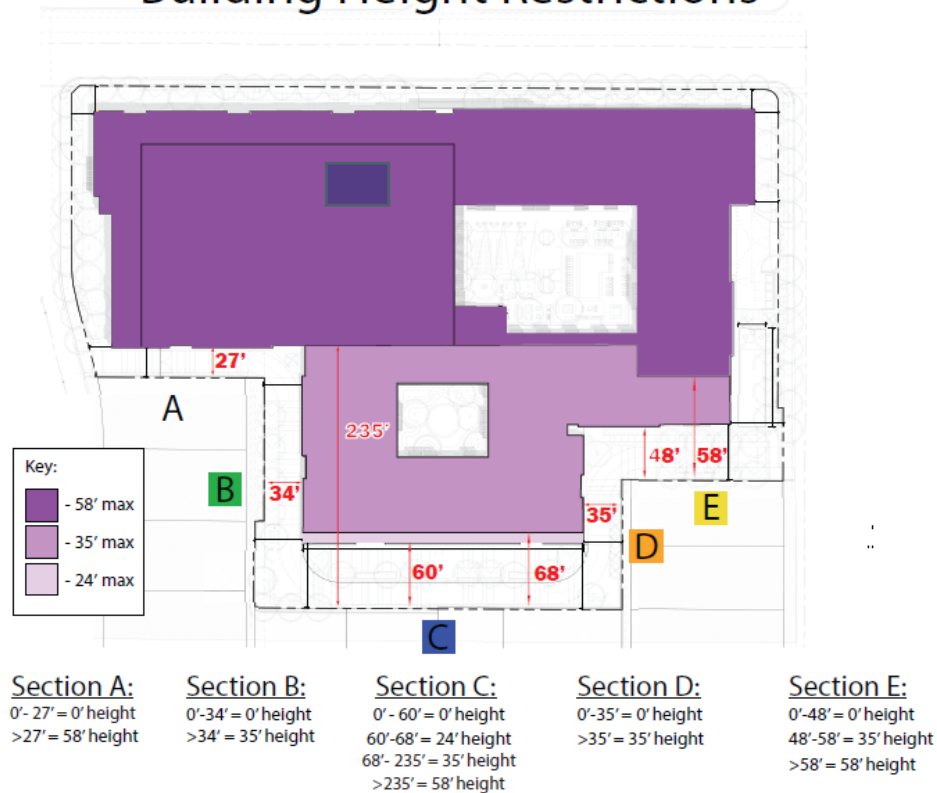 Building Height Restrictions
27'
A
235'
48'
58'
B
34'
35'
E
D
60'
68'
C
Key:
- 58' max
- 35' max
- 24' max
Section A:
0'- 27' = 0' height
>27' = 58' height
Section B:
0'-34' = 0' height
>34' = 35' height
Section C:
0' - 60' = 0' height
60'-68' = 24' height
68'- 235' = 35' height
>235' = 58' height
Section D:
0'-35' = 0' height
>35' = 35' height
Section E:
0'-48' = 0' height
48'-58' = 35' height
>58' = 58' height